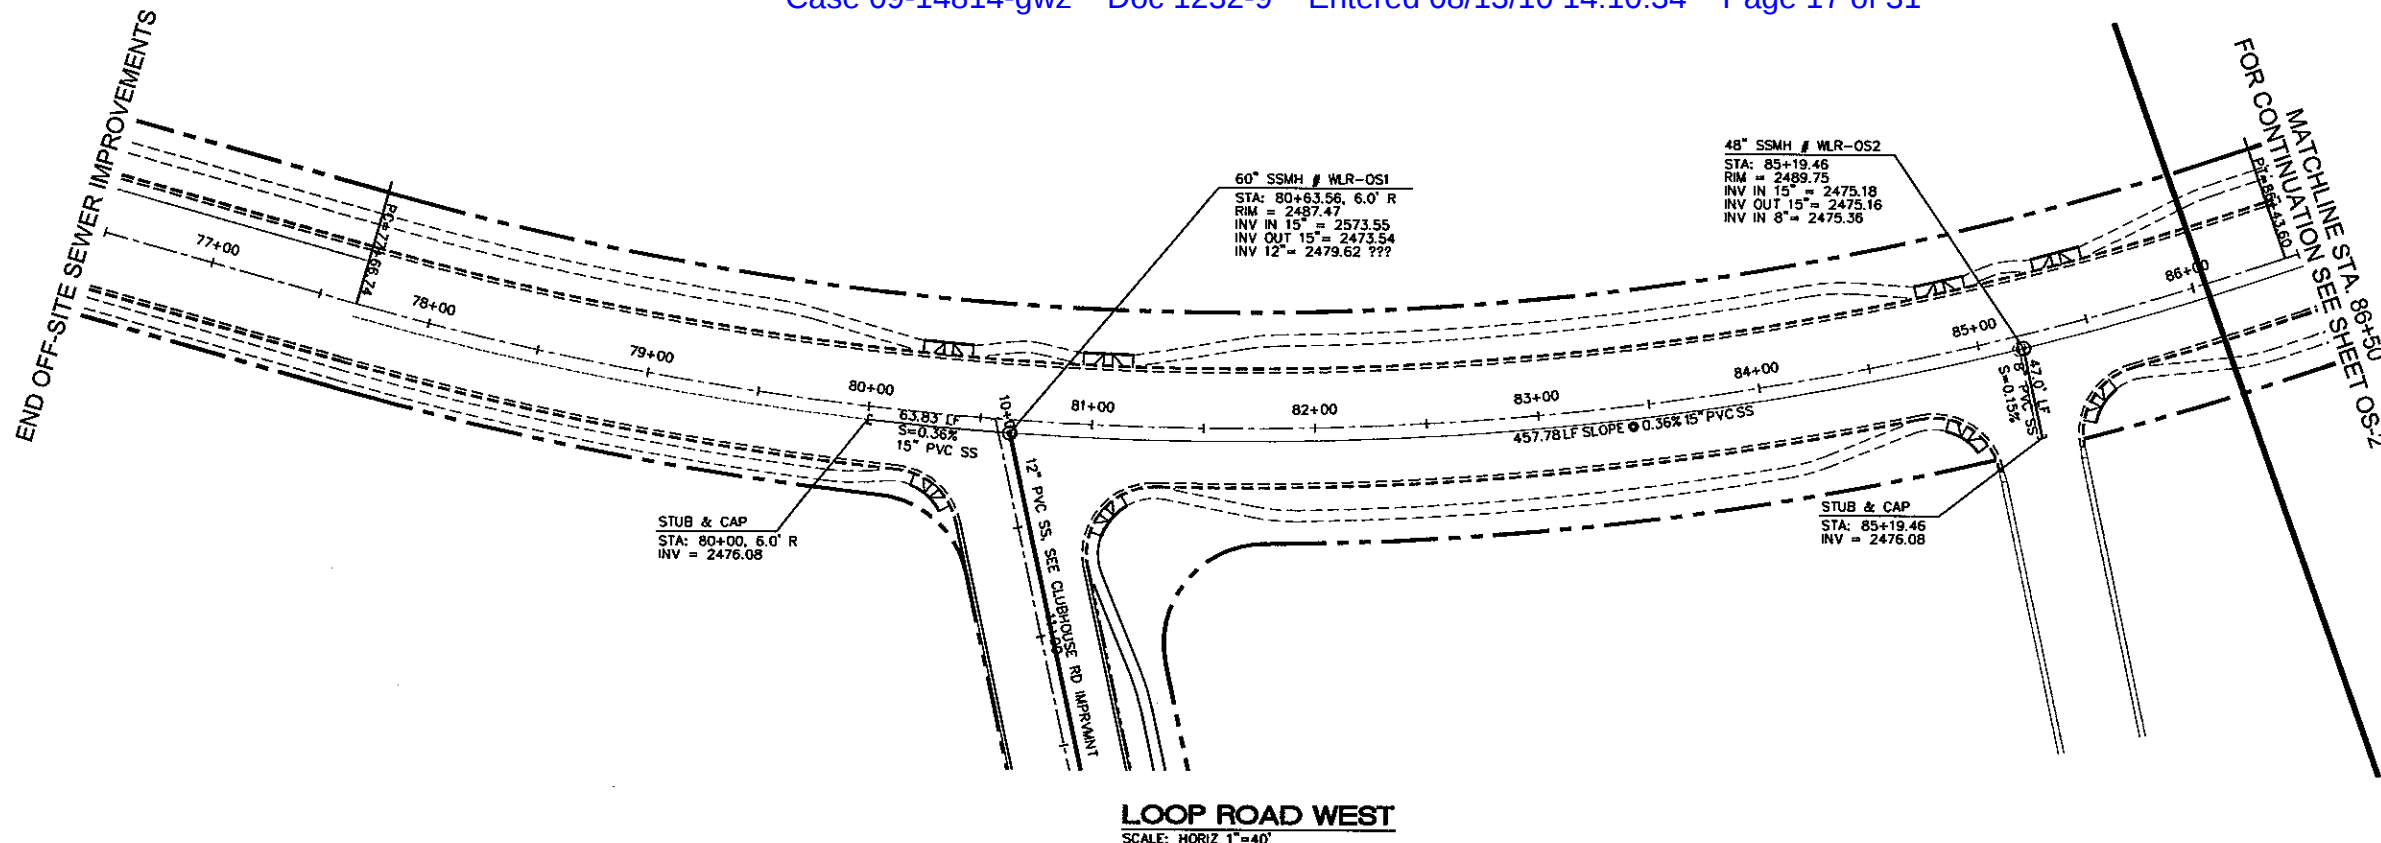 Case 09-14814-gwz Doc 1232-9 Entered 08/13/10 14:10:34 Page 17 of 31
END OFF-SITE SEWER IMPROVEMENTS
77+00
PC=77+66.74
78+00
79+00
80+00
63.83 LF
S=0.36%
15" PVC SS
STUB & CAP
STA: 80+00, 6.0' R
INV = 2476.08
60" SSMH # WLR-OS1
STA: 80+63.56, 6.0' R
RIM = 2487.47
INV IN 15" = 2573.55
INV OUT 15"= 2473.54
INV 12"= 2479.62 ???
12" PVC SS, SEE CLUBHOUSE RD IMPRVMNT
81+00
82+00
83+00
457.78 LF SLOPE @ 0.36% 15" PVC SS
84+00
85+00
48" SSMH # WLR-OS2
STA: 85+19.46
RIM = 2489.75
INV IN 15" = 2475.18
INV OUT 15"= 2475.16
INV IN 8"= 2475.36
47.0' LF
8" PVC SS
S=0.15%
STUB & CAP
STA: 85+19.46
INV = 2476.08
86+00
MATCHLINE STA. 86+50
FOR CONTINUATION SEE SHEET OS-2
LOOP ROAD WEST
SCALE: HORIZ 1"=40'